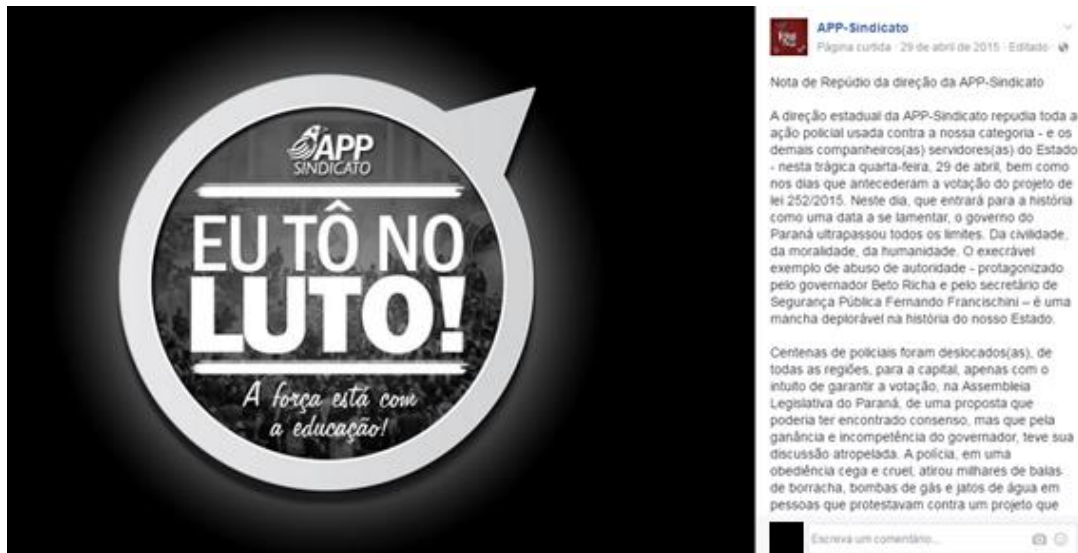 APP
SINDICATO
EU TÔ NO
LUTO!
A força está com
a educação!
APP-Sindicato
Página curtida · 29 de abril de 2015 · Editado ·
Nota de Repúdio da direção da APP-Sindicato
A direção estadual da APP-Sindicato repudia toda a
ação policial usada contra a nossa categoria - e os
demais companheiros(as) servidores(as) do Estado
- nesta trágica quarta-feira, 29 de abril, bem como
nos dias que antecederam a votação do projeto de
lei 252/2015. Neste dia, que entrará para a história
como uma data a se lamentar, o governo do
Paraná ultrapassou todos os limites. Da civilidade,
da moralidade, da humanidade. O execrável
exemplo de abuso de autoridade - protagonizado
pelo governador Beto Richa e pelo secretário de
Segurança Pública Fernando Francischini – é uma
mancha deplorável na história do nosso Estado.
Centenas de policiais foram deslocados(as), de
todas as regiões, para a capital, apenas com o
intuito de garantir a votação, na Assembleia
Legislativa do Paraná, de uma proposta que
poderia ter encontrado consenso, mas que pela
ganância e incompetência do governador, teve sua
discussão atropelada. A polícia, em uma
obediência cega e cruel, atirou milhares de balas
de borracha, bombas de gás e jatos de água em
pessoas que protestavam contra um projeto que
Escreva um comentário...